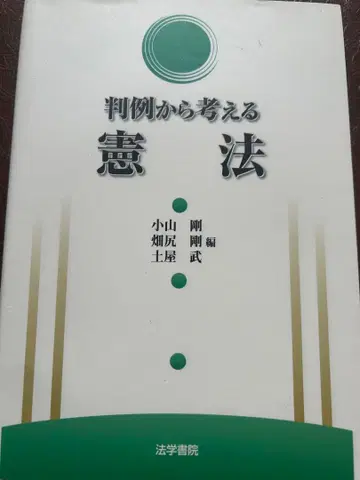 判例から考える
憲法
小山 剛
畑尻 剛 編
土屋 武
法学書院